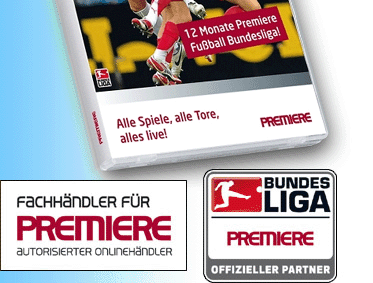 12 Monate Premiere
Fußball Bundesliga!
Alle Spiele, alle Tore,
alles live!
PREMIERE
PREMIERE
FACHHÄNDLER FÜR
PREMIERE
AUTORISIERTER ONLINEHÄNDLER
BUNDES
LIGA
PREMIERE
OFFIZIELLER PARTNER